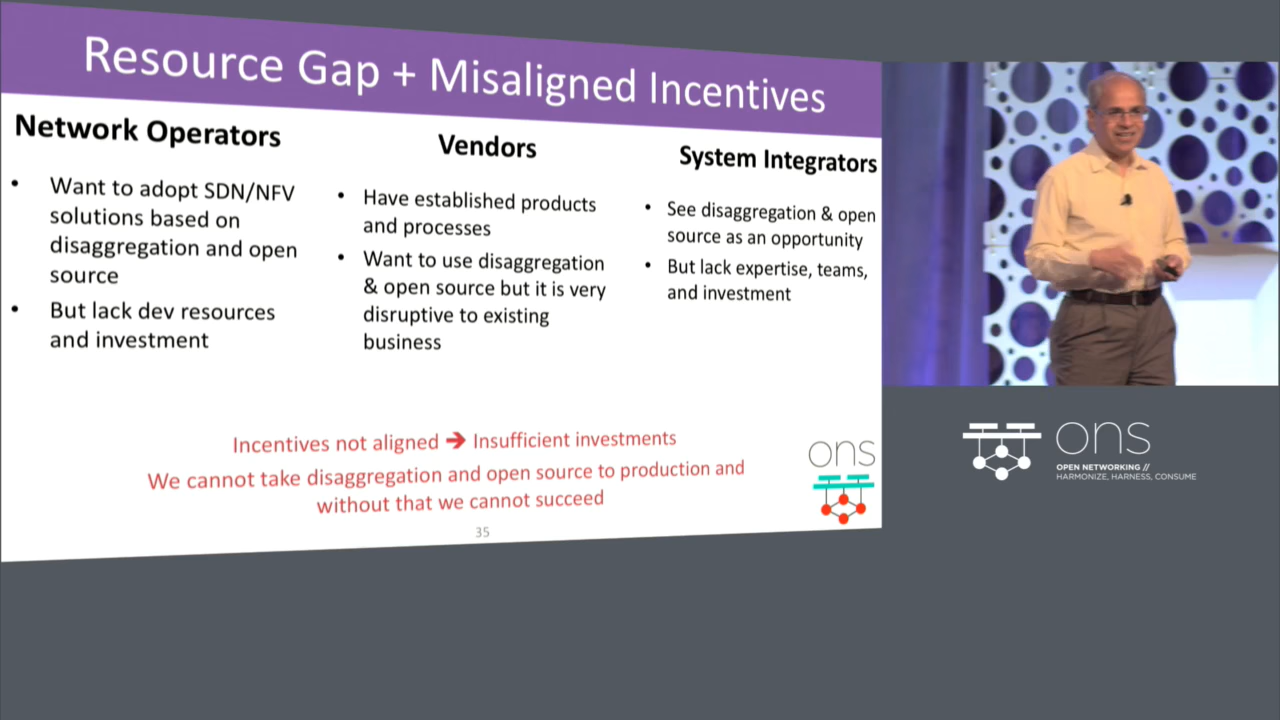 Resource Gap + Misaligned Incentives
Network Operators
• Want to adopt SDN/NFV
solutions based on
disaggregation and open
source
• But lack dev resources
and investment
Vendors
• Have established products
and processes
• Want to use disaggregation
& open source but it is very
disruptive to existing
business
System Integrators
• See disaggregation & open
source as an opportunity
• But lack expertise, teams,
and investment
Incentives not aligned ➔ Insufficient investments
We cannot take disaggregation and open source to production and
without that we cannot succeed
35
ons
ons
OPEN NETWORKING //
HARMONIZE, HARNESS, CONSUME